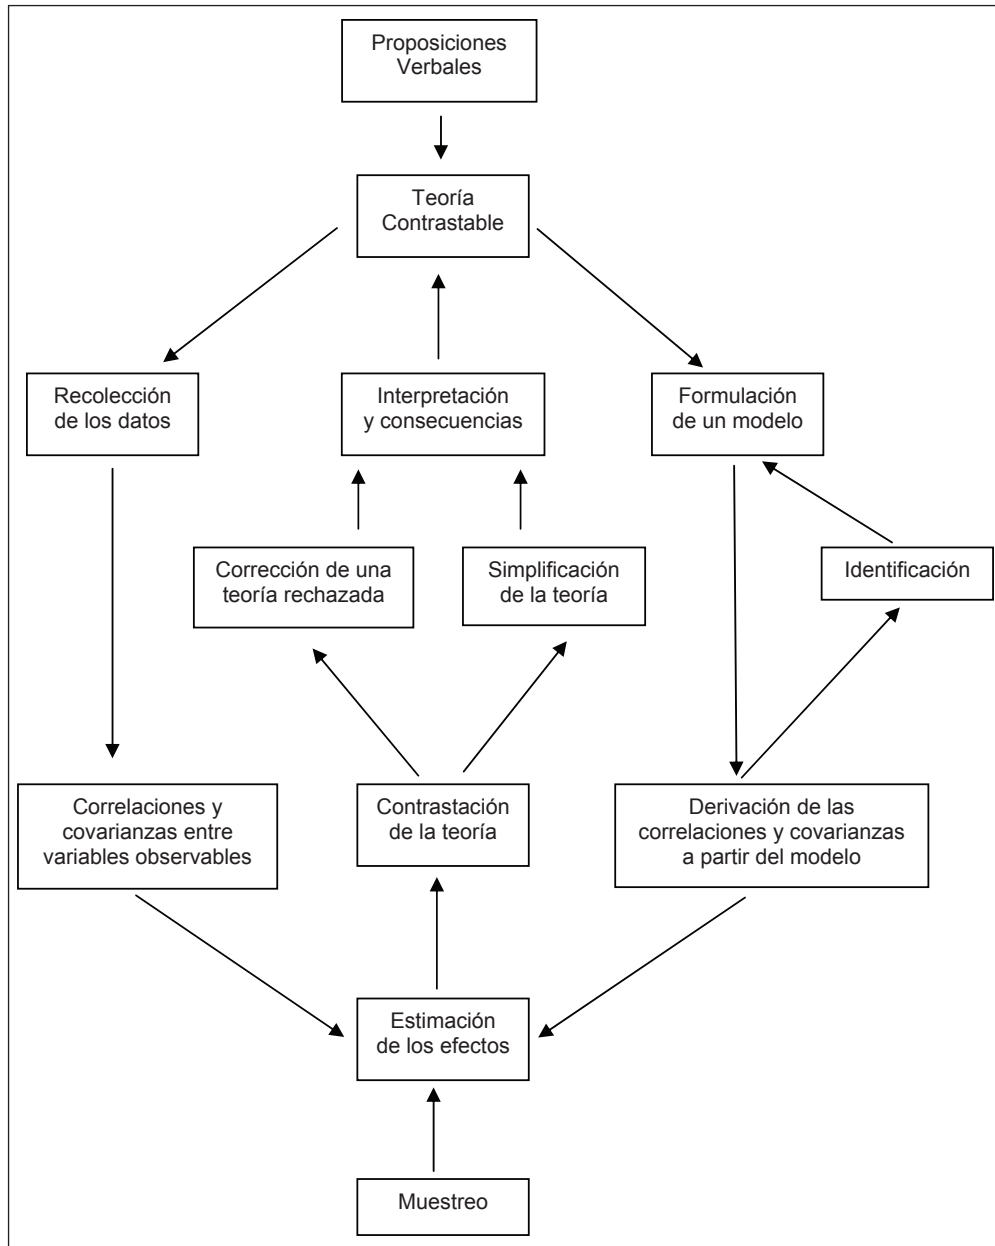 Proposiciones
Verbales
Teoría
Contrastable
Recolección
de los datos
Interpretación
y consecuencias
Formulación
de un modelo
Corrección de una
teoría rechazada
Simplificación
de la teoría
Identificación
Correlaciones y
covarianzas entre
variables observables
Contrastación
de la teoría
Derivación de las
correlaciones y covarianzas
a partir del modelo
Estimación
de los efectos
Muestreo